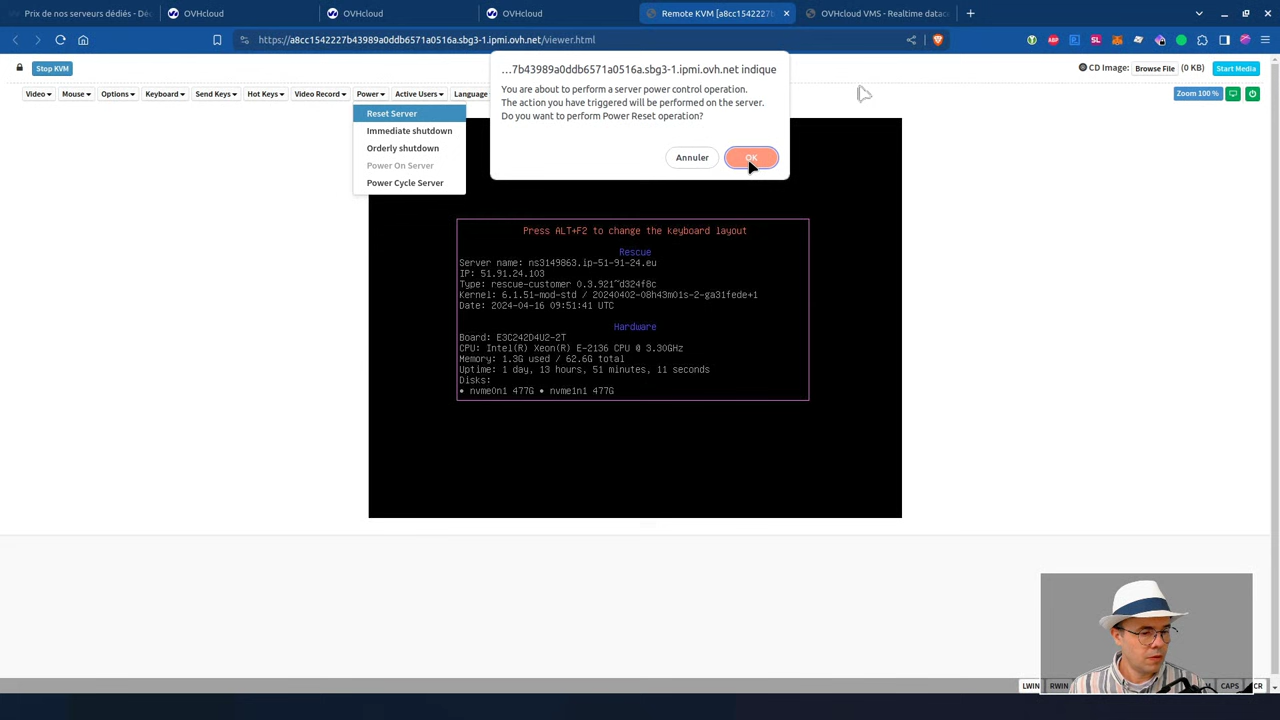 Prix de nos serveurs dédiés - Déc
OVHcloud
OVHcloud
OVHcloud
Remote KVM [a8cc1542227b
OVHcloud VMS - Realtime datac
https://a8cc1542227b43989a0ddb6571a0516a.sbg3-1.ipmi.ovh.net/viewer.html
Stop KVM
CD Image:
Browse File
(0 KB)
Start Media
Video
Mouse
Options
Keyboard
Send Keys
Hot Keys
Video Record
Power
Active Users
Language
Zoom 100 %
Reset Server
Immediate shutdown
Orderly shutdown
Power On Server
Power Cycle Server
…7b43989a0ddb6571a0516a.sbg3-1.ipmi.ovh.net indique
You are about to perform a server power control operation.
The action you have triggered will be performed on the server.
Do you want to perform Power Reset operation?
Annuler
OK
Press ALT+F2 to change the keyboard layout
Rescue
Server name: ns3149863.ip-51-91-24.eu
IP: 51.91.24.103
Type: rescue-customer 0.3.921~d324f8c
Kernel: 6.1.51-mod-std / 20240402-08h43m01s-2-ga31fede+1
Date: 2024-04-16 09:51:41 UTC
Hardware
Board: E3C242D4U2-2T
CPU: Intel(R) Xeon(R) E-2136 CPU @ 3.30GHz
Memory: 1.3G used / 62.6G total
Uptime: 1 day, 13 hours, 51 minutes, 11 seconds
Disks:
• nvme0n1 477G • nvme1n1 477G
LWIN
RWIN
CAPS